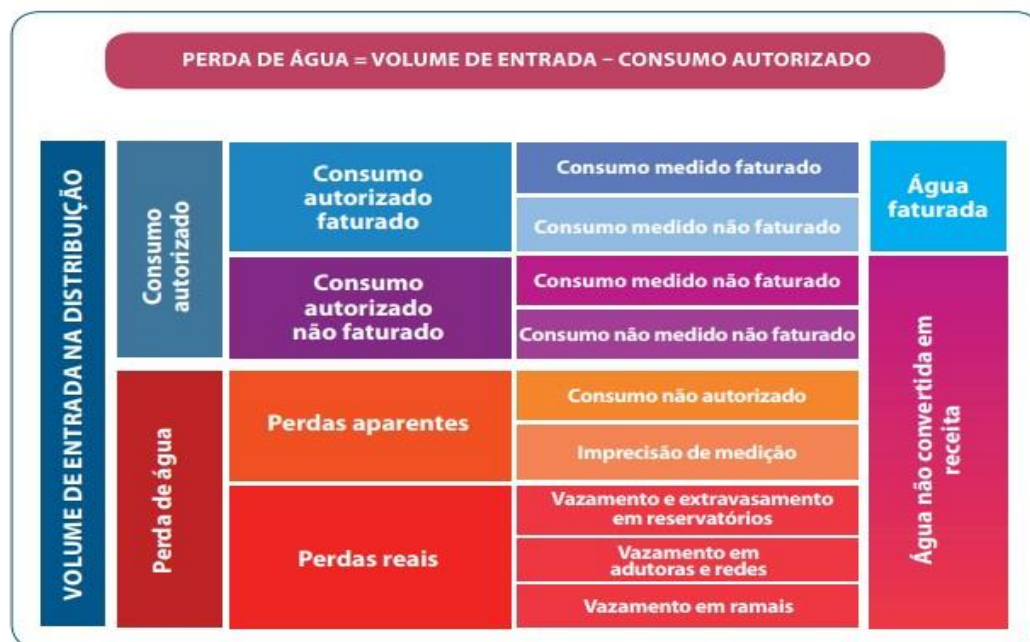 PERDA DE ÁGUA = VOLUME DE ENTRADA – CONSUMO AUTORIZADO
VOLUME DE ENTRADA NA DISTRIBUIÇÃO
Consumo
autorizado
Consumo
autorizado
faturado
Consumo medido faturado
Consumo medido não faturado
Água
faturada
Consumo
autorizado
não faturado
Consumo medido não faturado
Consumo não medido não faturado
Água não convertida em
receita
Perda de água
Perdas aparentes
Consumo não autorizado
Imprecisão de medição
Perdas reais
Vazamento e extravasamento
em reservatórios
Vazamento em
adutoras e redes
Vazamento em ramais